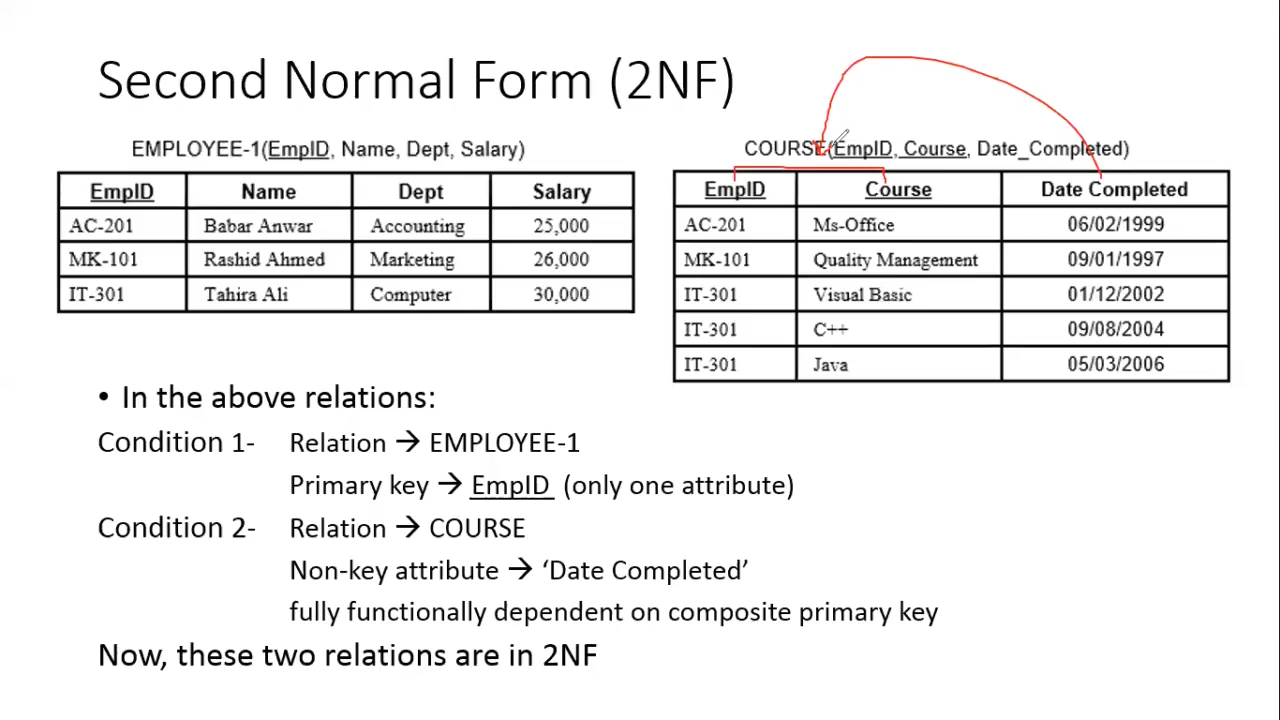 Second Normal Form (2NF)
EMPLOYEE-1(EmpID, Name, Dept, Salary)
EmpID Name Dept Salary
AC-201 Babar Anwar Accounting 25,000
MK-101 Rashid Ahmed Marketing 26,000
IT-301 Tahira Ali Computer 30,000
COURSE(EmpID, Course, Date_Completed)
EmpID Course Date Completed
AC-201 Ms-Office 06/02/1999
MK-101 Quality Management 09/01/1997
IT-301 Visual Basic 01/12/2002
IT-301 C++ 09/08/2004
IT-301 Java 05/03/2006
• In the above relations:
Condition 1- Relation → EMPLOYEE-1
Primary key → EmpID (only one attribute)
Condition 2- Relation → COURSE
Non-key attribute → ‘Date Completed’
fully functionally dependent on composite primary key
Now, these two relations are in 2NF